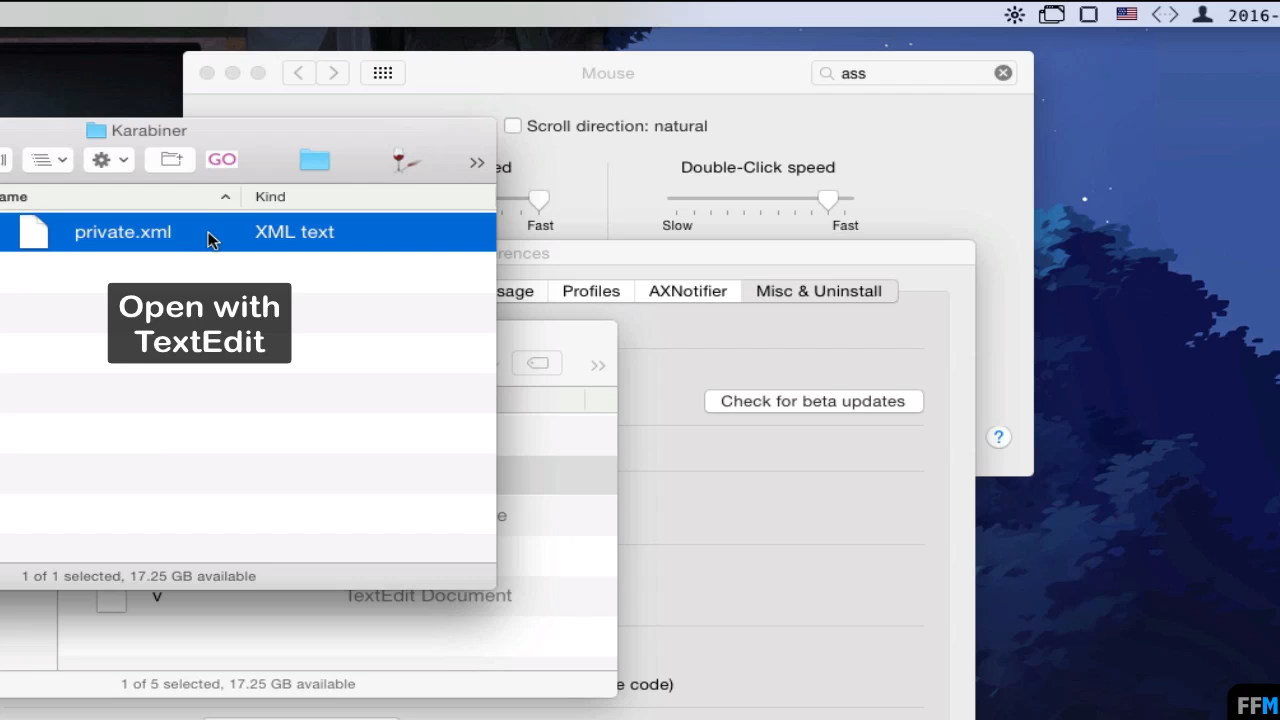 2016-
Mouse
ass
Karabiner
Scroll direction: natural
GO
ed
Double-Click speed
ame
Kind
Fast
Slow
Fast
private.xml
XML text
rences
sage
Profiles
AXNotifier
Misc & Uninstall
Open with
TextEdit
Check for beta updates
?
e
1 of 1 selected, 17.25 GB available
v
TextEdit Document
1 of 5 selected, 17.25 GB available
e code)
FFM